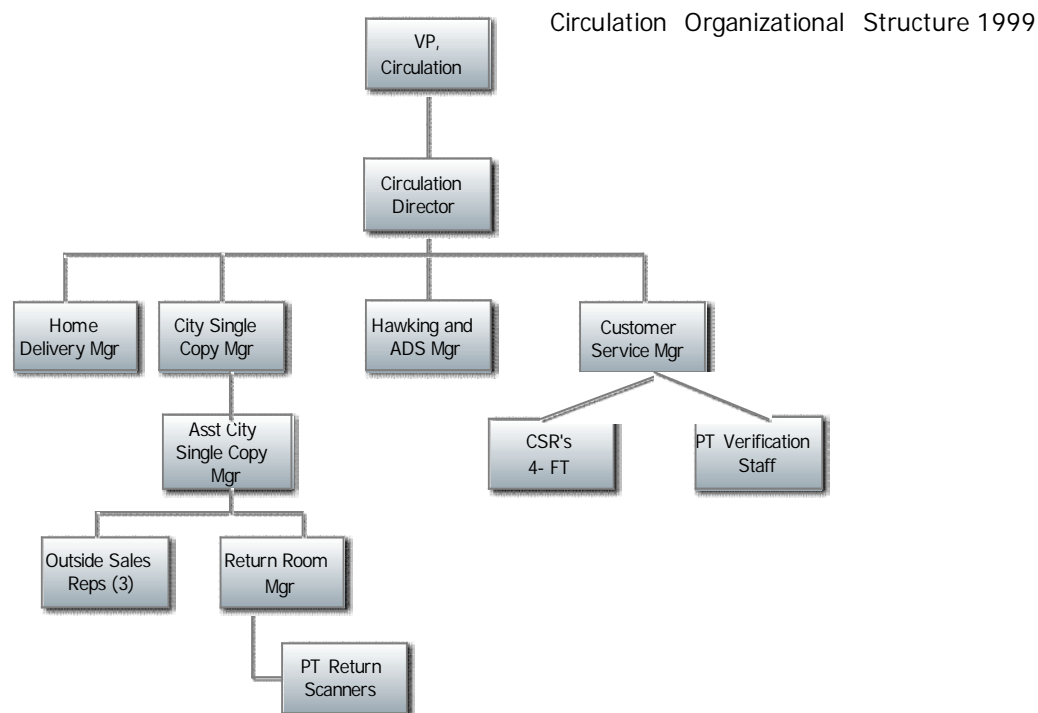 Circulation Organizational Structure 1999
VP,
Circulation
Circulation
Director
Home
Delivery Mgr
City Single
Copy Mgr
Hawking and
ADS Mgr
Customer
Service Mgr
Asst City
Single Copy
Mgr
CSR's
4- FT
PT Verification
Staff
Outside Sales
Reps (3)
Return Room
Mgr
PT Return
Scanners